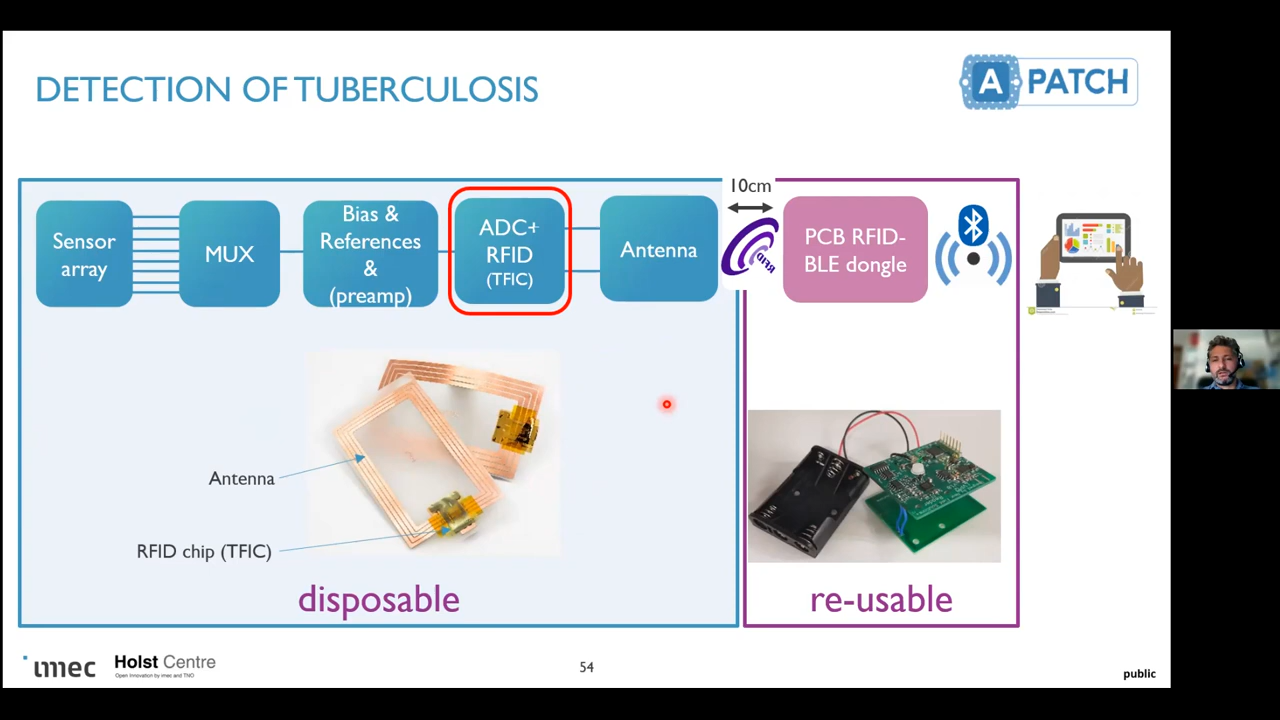 DETECTION OF TUBERCULOSIS
A PATCH
Sensor
array
MUX
Bias &
References
&
(preamp)
ADC+
RFID
(TFIC)
Antenna
10cm
RFID
PCB RFID-
BLE dongle
Antenna
RFID chip (TFIC)
disposable
re-usable
imec
Holst Centre
Open Innovation by imec and TNO
54
public